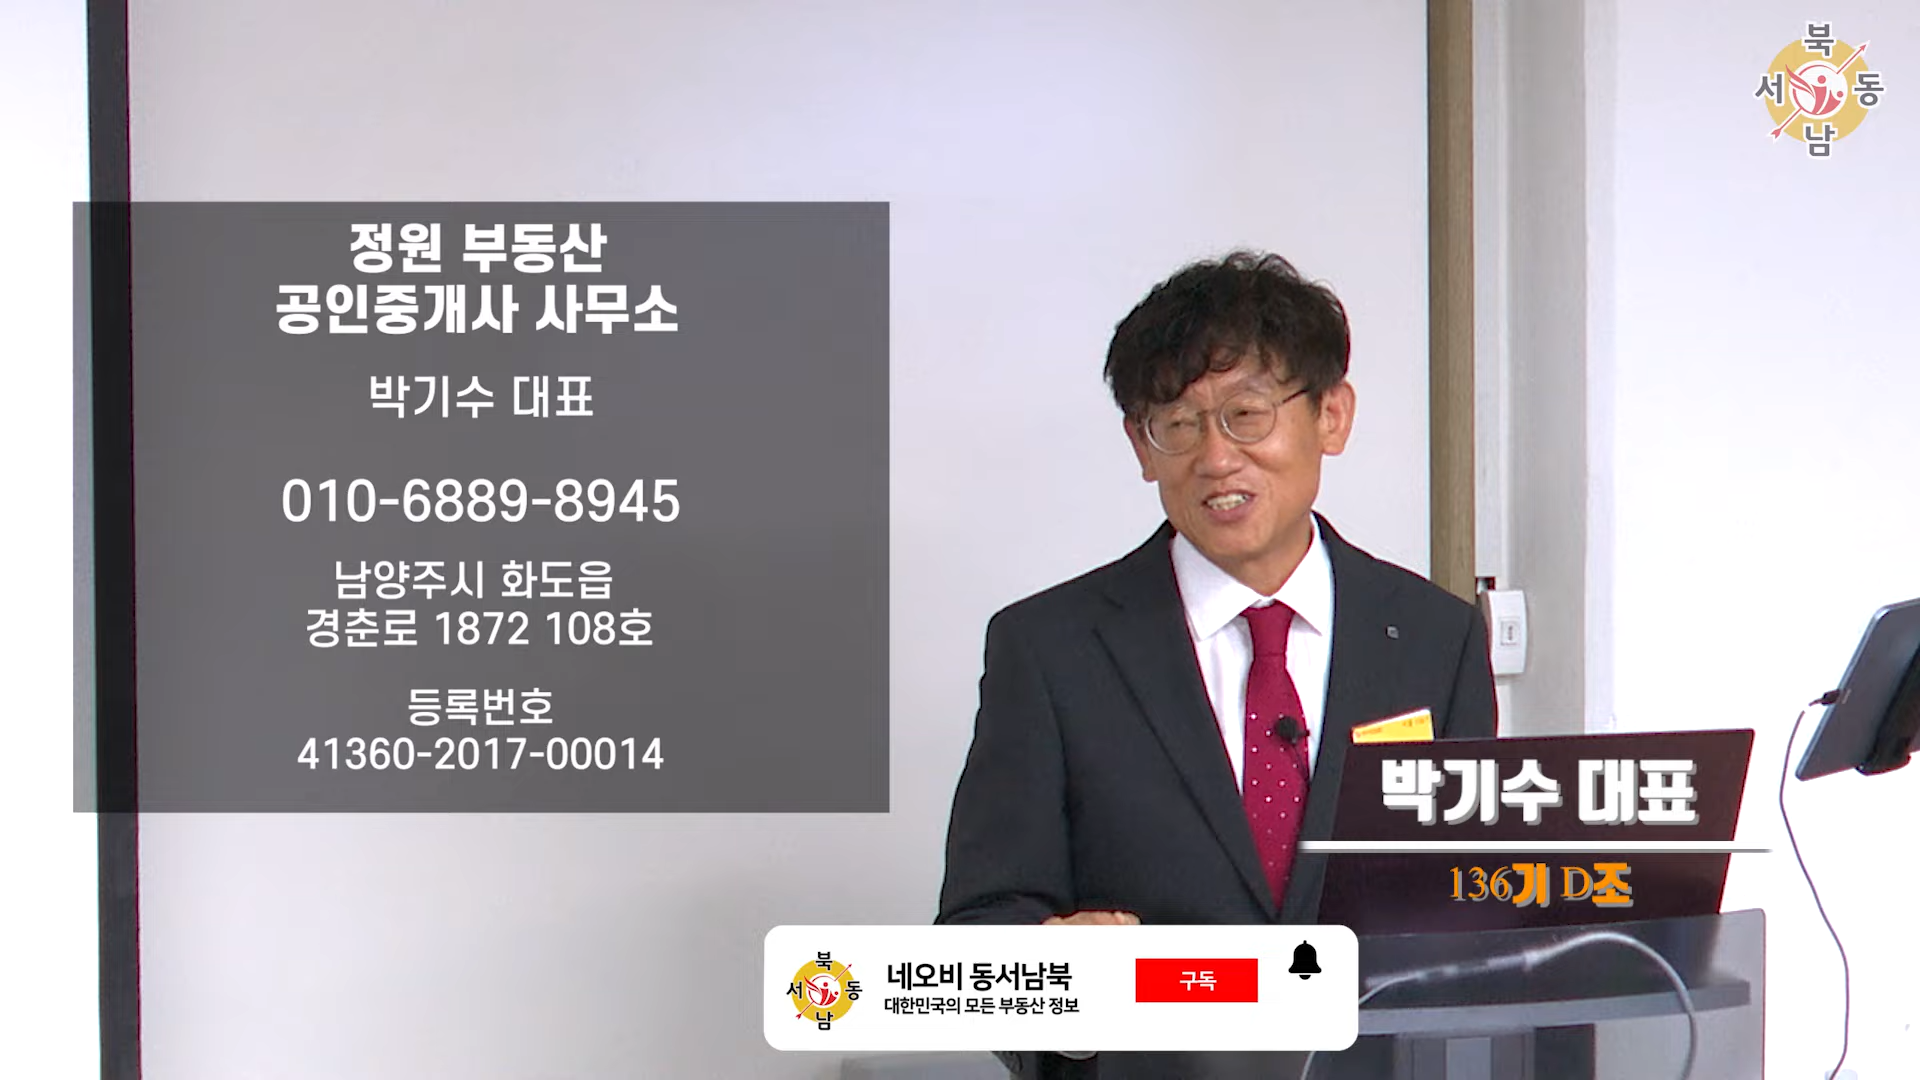 북
서 동
남
정원 부동산
공인중개사 사무소
박기수 대표
010-6889-8945
남양주시 화도읍
경춘로 1872 108호
등록번호
41360-2017-00014
박기수 대표
136기 D조
북
서 동
남
네오비 동서남북
대한민국의 모든 부동산 정보
구독